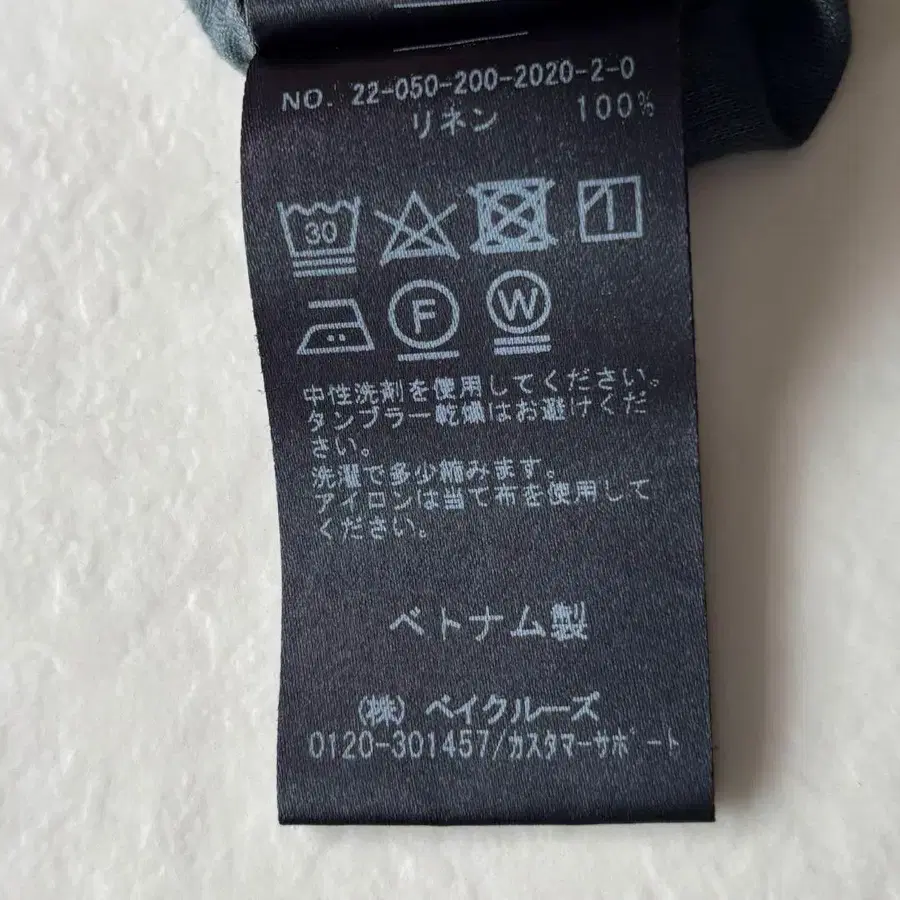 NO. 22-050-200-2020-2-0
リネン 100%
30
F W
中性洗剤を使用してください。
タンブラー乾燥はお避けくだ
さい。
洗濯で多少縮みます。
アイロンは当て布を使用して
ください。
ベトナム製
(株) ベイクルーズ
0120-301457/カスタマーサポート